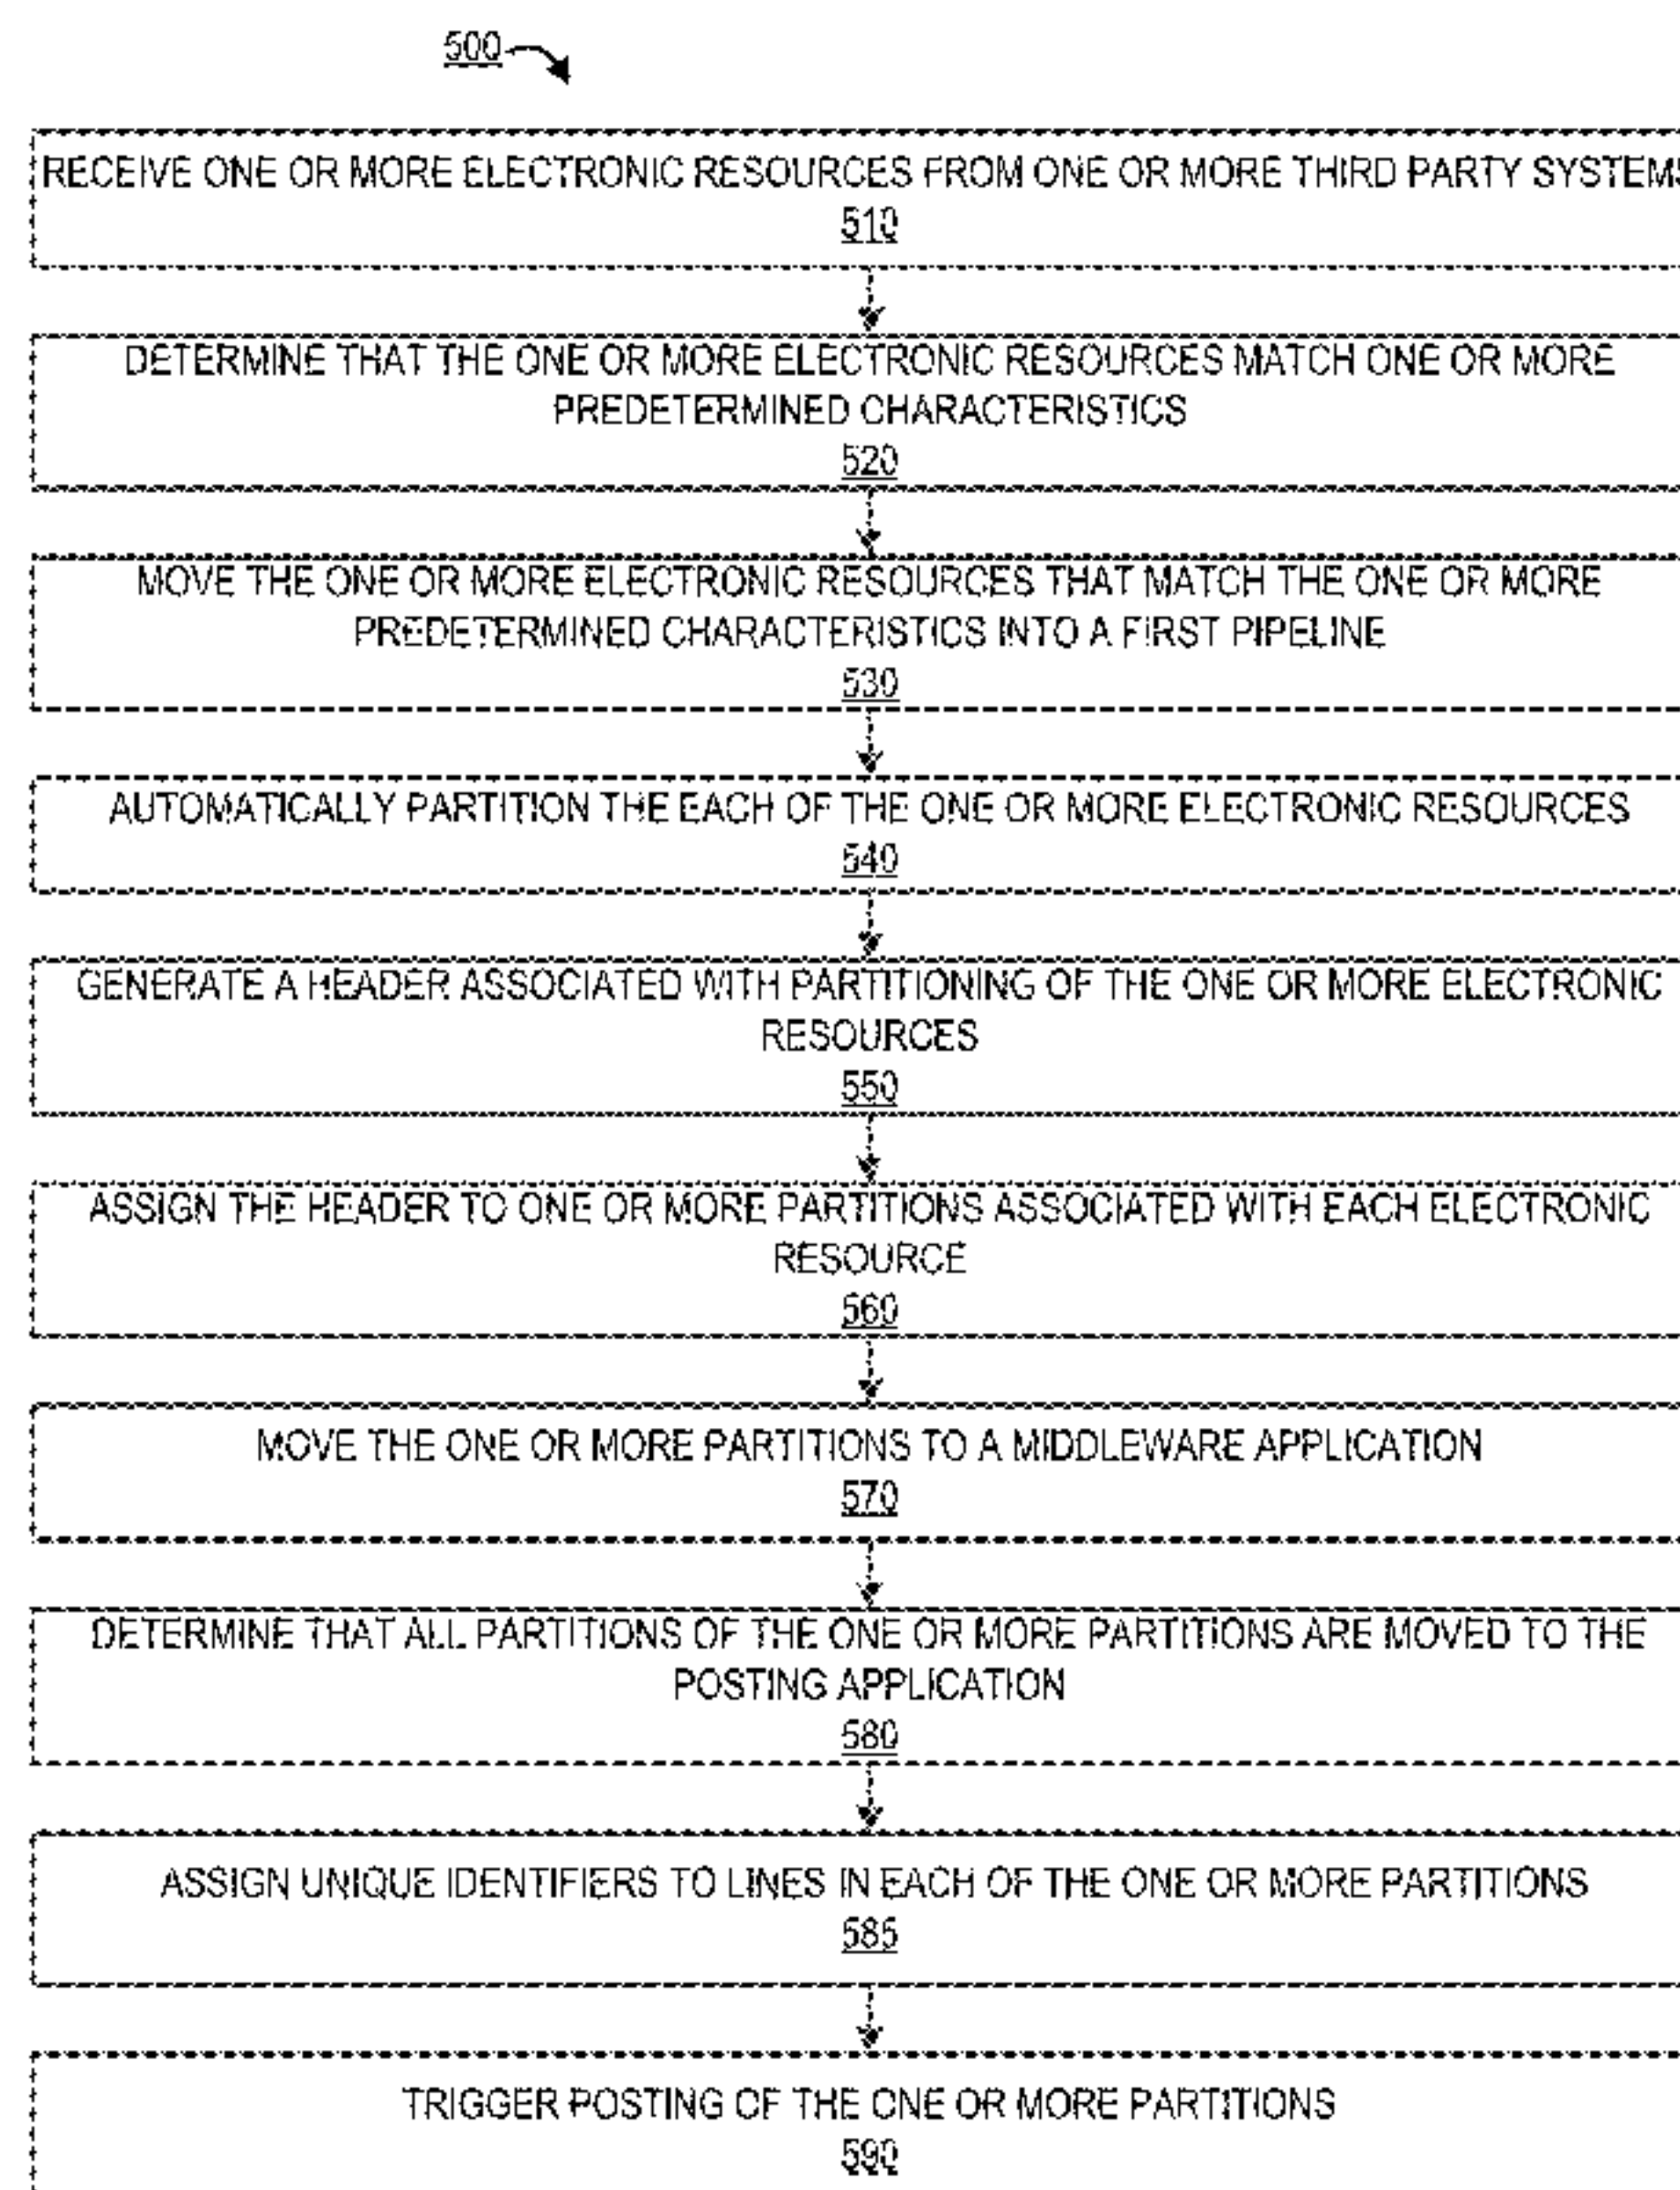 500
RECEIVE ONE OR MORE ELECTRONIC RESOURCES FROM ONE OR MORE THIRD PARTY SYSTEMS
510
DETERMINE THAT THE ONE OR MORE ELECTRONIC RESOURCES MATCH ONE OR MORE
PREDETERMINED CHARACTERISTICS
520
MOVE THE ONE OR MORE ELECTRONIC RESOURCES THAT MATCH THE ONE OR MORE
PREDETERMINED CHARACTERISTICS INTO A FIRST PIPELINE
530
AUTOMATICALLY PARTITION THE EACH OF THE ONE OR MORE ELECTRONIC RESOURCES
540
GENERATE A HEADER ASSOCIATED WITH PARTITIONING OF THE ONE OR MORE ELECTRONIC
RESOURCES
550
ASSIGN THE HEADER TO ONE OR MORE PARTITIONS ASSOCIATED WITH EACH ELECTRONIC
RESOURCE
560
MOVE THE ONE OR MORE PARTITIONS TO A MIDDLEWARE APPLICATION
570
DETERMINE THAT ALL PARTITIONS OF THE ONE OR MORE PARTITIONS ARE MOVED TO THE
POSTING APPLICATION
580
ASSIGN UNIQUE IDENTIFIERS TO LINES IN EACH OF THE ONE OR MORE PARTITIONS
585
TRIGGER POSTING OF THE ONE OR MORE PARTITIONS
590